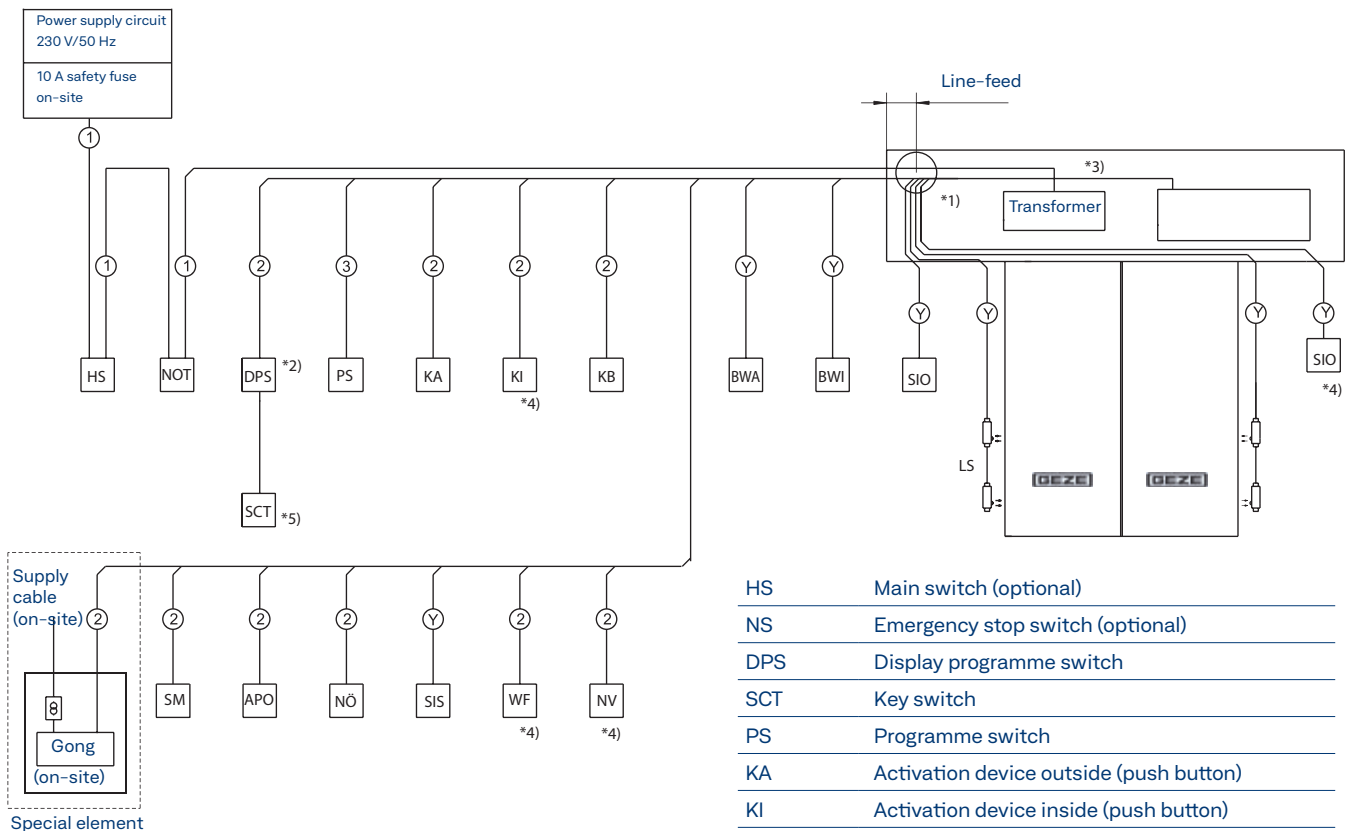 Power supply circuit
230 V/50 Hz
10 A safety fuse
on-site
Line-feed
1
*3)
*1)
Transformer
1
1
2
3
2
2
2
Y
Y
Y
Y
Y
Y
HS
NOT
DPS
*2)
PS
KA
KI
*4)
KB
BWA
BWI
SIO
SIO
*4)
LS
GEZE
GEZE
SCT
*5)
Supply
cable
(on-site)
2
2
2
2
Y
2
2
SM
APO
NÖ
SIS
WF
*4)
NV
*4)
8
Gong
(on-site)
Special element
HS Main switch (optional)
NS Emergency stop switch (optional)
DPS Display programme switch
SCT Key switch
PS Programme switch
KA Activation device outside (push button)
KI Activation device inside (push button)